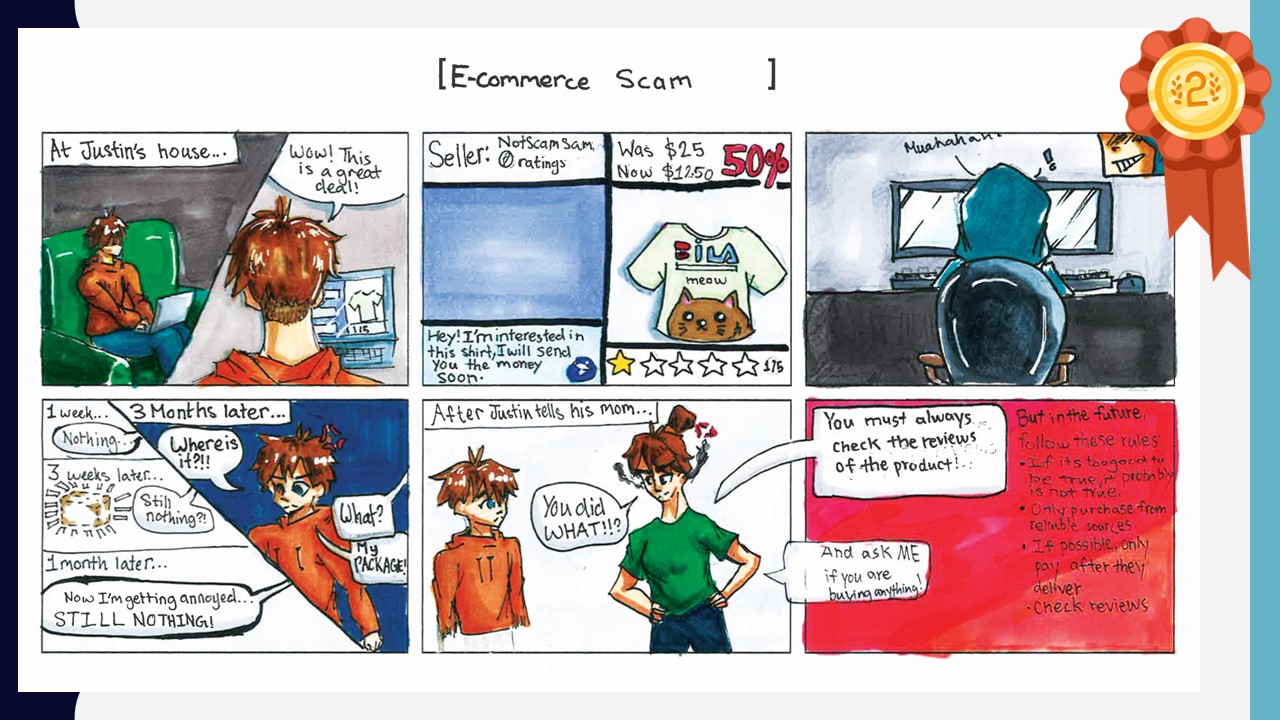 [E-commerce Scam ]
2
At Justin's house...
Wow! This
is a great
deal!
1/5
Seller: NotScamSam,
0 ratings
Was $25
Now $12.50
50%
BILA
meow
Hey! I'm interested in
this shirt, I will send
you the money
soon.
1/5
!
1 week...
Nothing...
3 weeks later...
Still
nothing?!
1 month later...
Now I'm getting annoyed...
STILL NOTHING!
3 Months later...
Where is
it?!!
What?
My
PACKAGE!
After Justin tells his mom...
You did
WHAT!!?
You must always
check the reviews
of the product!..
And ask ME
if you are
buying anything!
But in the future,
follow these rules:
• If its too good to
be true, it probably
is not true.
• Only purchase from
reliable sources.
• If possible, only
pay after they
deliver
• Check reviews